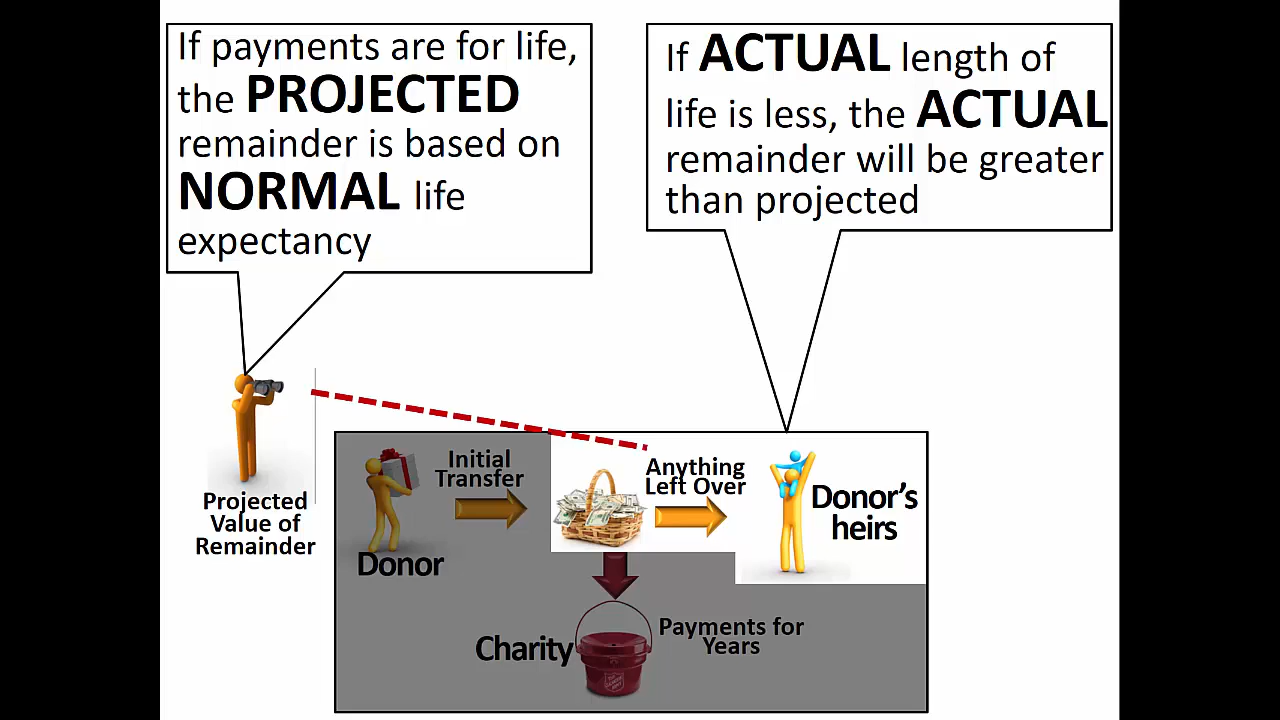 If payments are for life,
the PROJECTED
remainder is based on
NORMAL life
expectancy
If ACTUAL length of
life is less, the ACTUAL
remainder will be greater
than projected
Projected
Value of
Remainder
Donor
Initial
Transfer
Anything
Left Over
Donor's
heirs
Charity
Payments for
Years